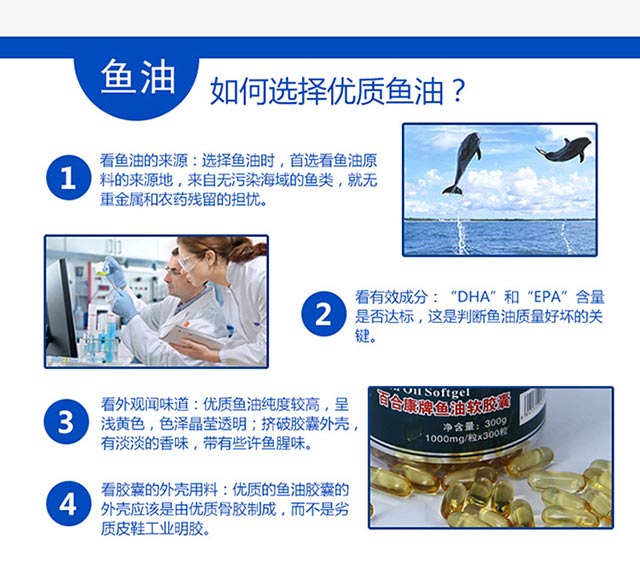 鱼油
如何选择优质鱼油？
1
看鱼油的来源：选择鱼油时，首选看鱼油原
料的来源地，来自无污染海域的鱼类，就无
重金属和农药残留的担忧。
2
看有效成分：“DHA”和“EPA”含量
是否达标，这是判断鱼油质量好坏的关
键。
3
看外观闻味道：优质鱼油纯度较高，呈
浅黄色，色泽晶莹透明；挤破胶囊外壳，
有淡淡的香味，带有些许鱼腥味。
Oil Softgel
百合康牌鱼油软胶囊
净含量：300g
1000mg/粒x300粒
4
看胶囊的外壳用料：优质的鱼油胶囊的
外壳应该是由优质骨胶制成，而不是劣
质皮鞋工业明胶。